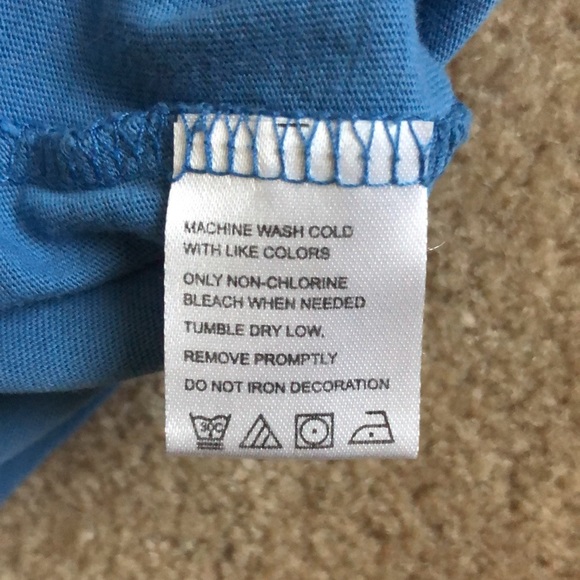 MACHINE WASH COLD
WITH LIKE COLORS
ONLY NON-CHLORINE
BLEACH WHEN NEEDED
TUMBLE DRY LOW.
REMOVE PROMPTLY
DO NOT IRON DECORATION
30C